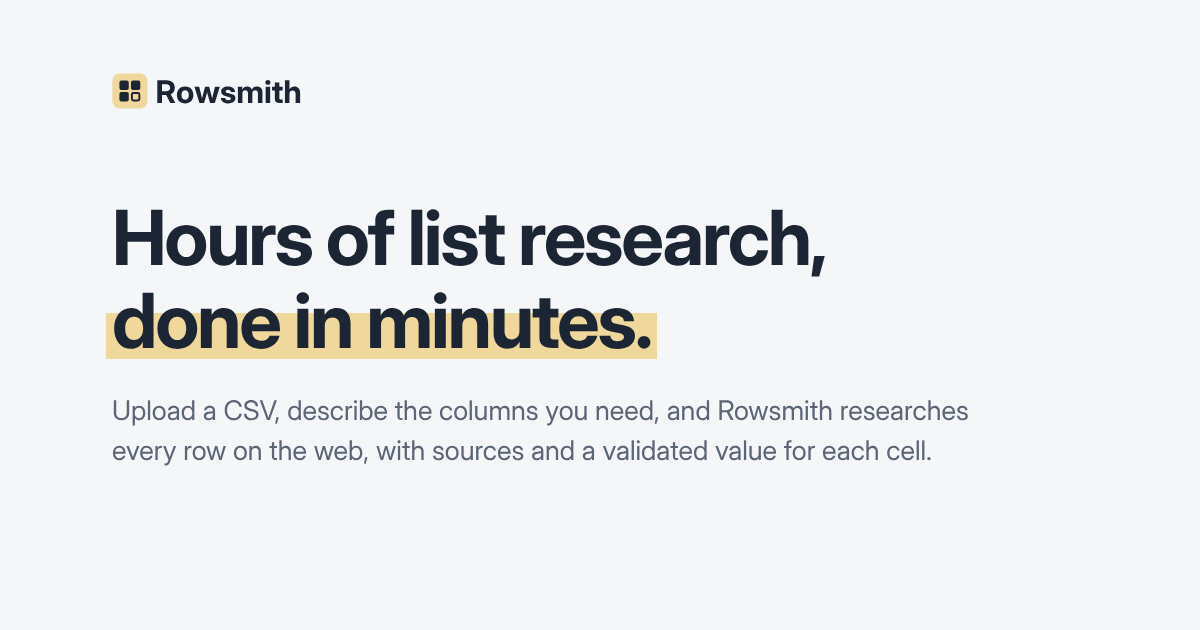 Rowsmith
Hours of list research,
done in minutes.
Upload a CSV, describe the columns you need, and Rowsmith researches
every row on the web, with sources and a validated value for each cell.